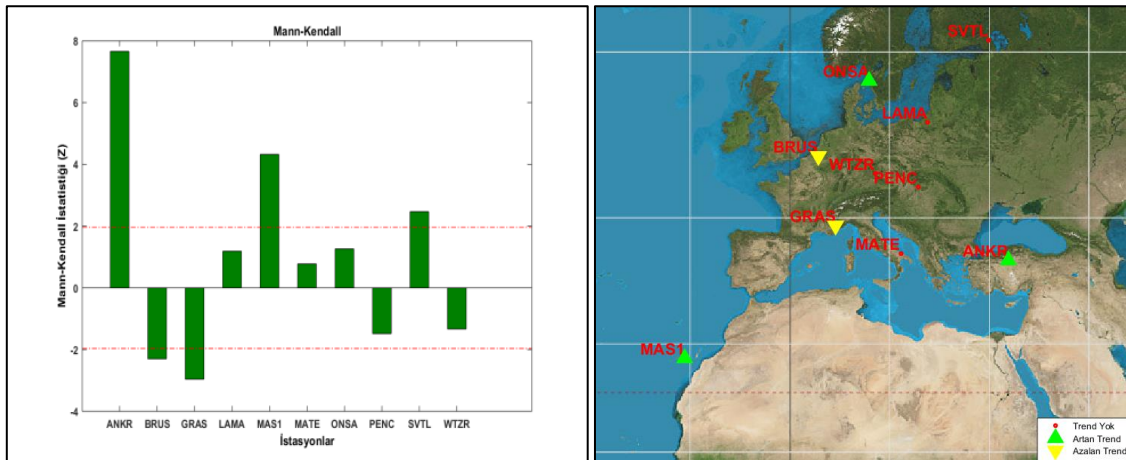 Mann-Kendall
Mann-Kendall İstatistiği (Z)
8
6
4
2
0
-2
-4
ANKR BRUS GRAS LAMA MAS1 MATE ONSA PENC SVTL WTZR
İstasyonlar
SVTL
ONSA
LAMA
BRUS
WTZR
PENC
GRAS
MATE
ANKR
MAS1
Trend Yok
Artan Trend
Azalan Trend